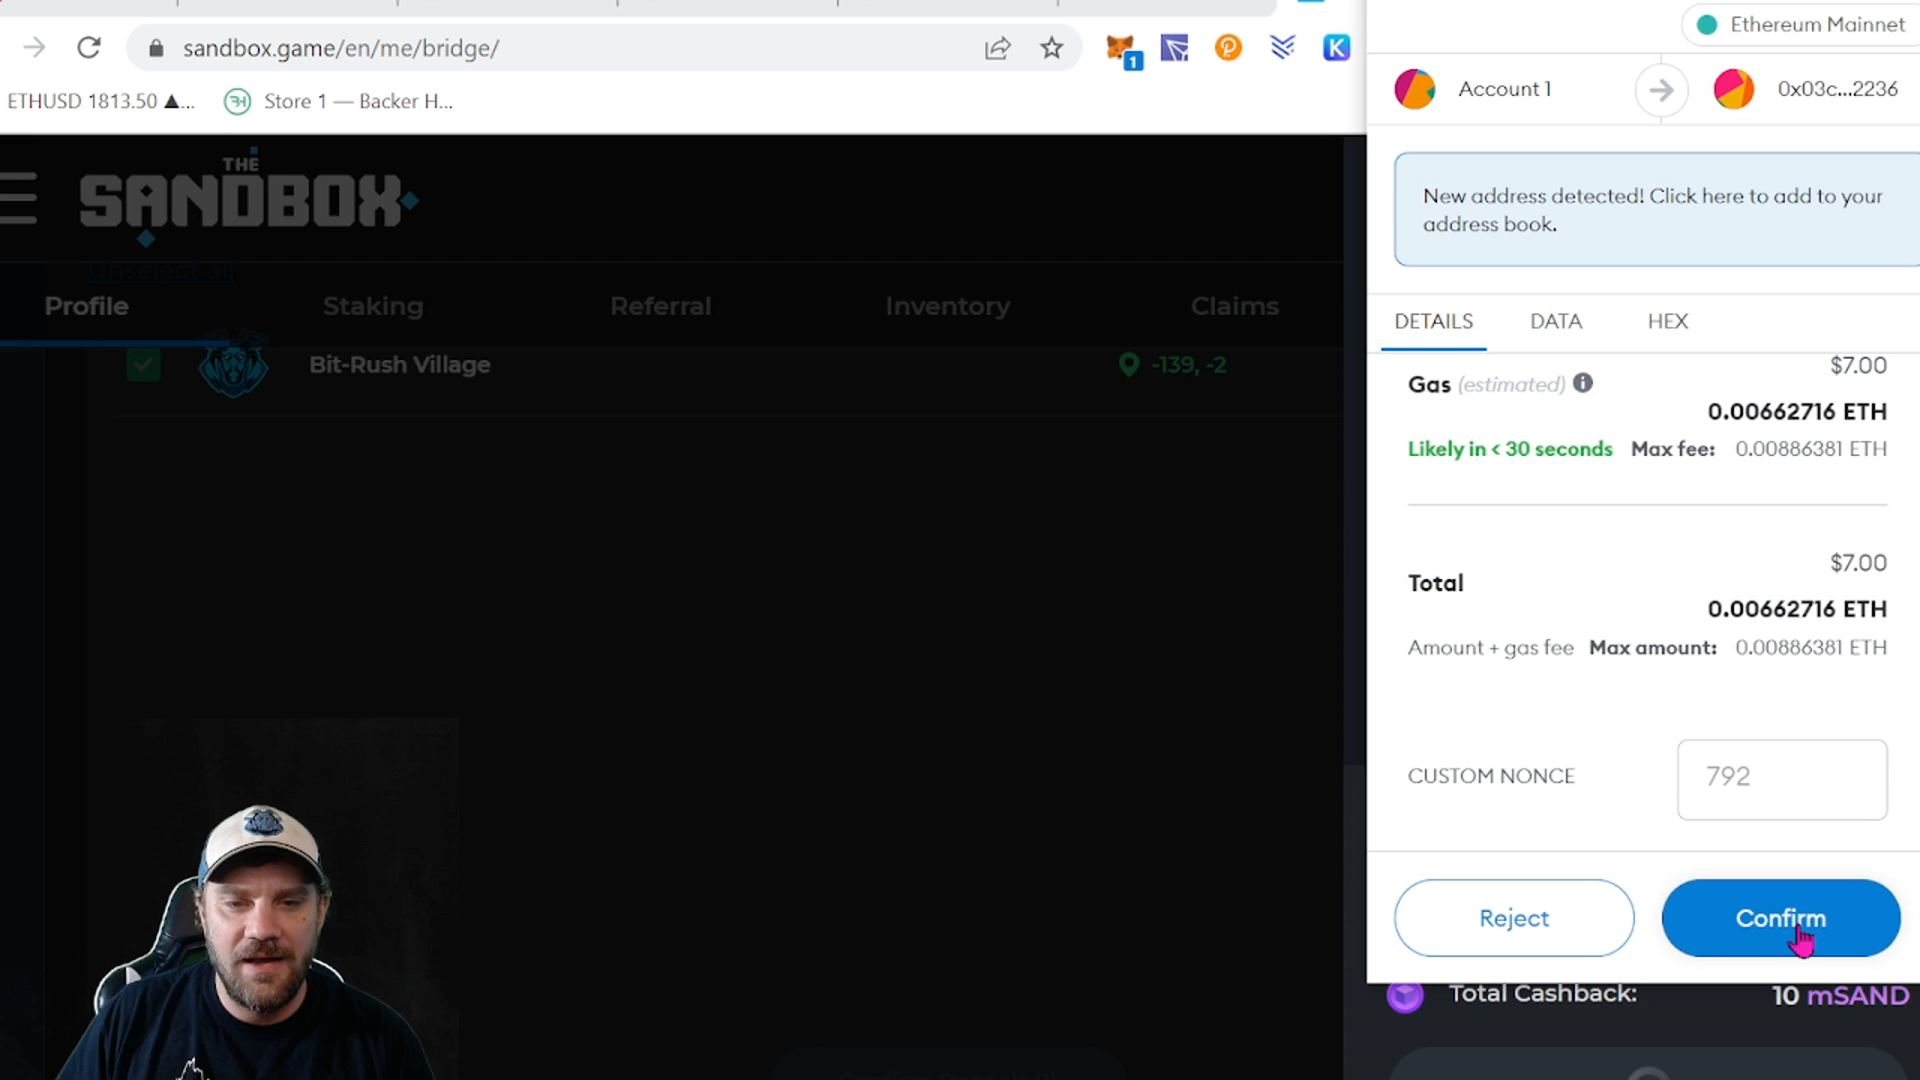 sandbox.game/en/me/bridge/
1
K
Ethereum Mainnet
ETHUSD 1813.50 ▲...
Store 1 — Backer H...
Account 1
0x03c...2236
THE
SANDBOX
New address detected! Click here to add to your
address book.
Unselect all
Profile
Staking
Referral
Inventory
Claims
DETAILS
DATA
HEX
Bit-Rush Village
-139, -2
$7.00
Gas (estimated)
0.00662716 ETH
Likely in < 30 seconds Max fee: 0.00886381 ETH
$7.00
Total
0.00662716 ETH
Amount + gas fee Max amount: 0.00886381 ETH
CUSTOM NONCE
792
Reject
Confirm
Total Cashback:
10 mSAND